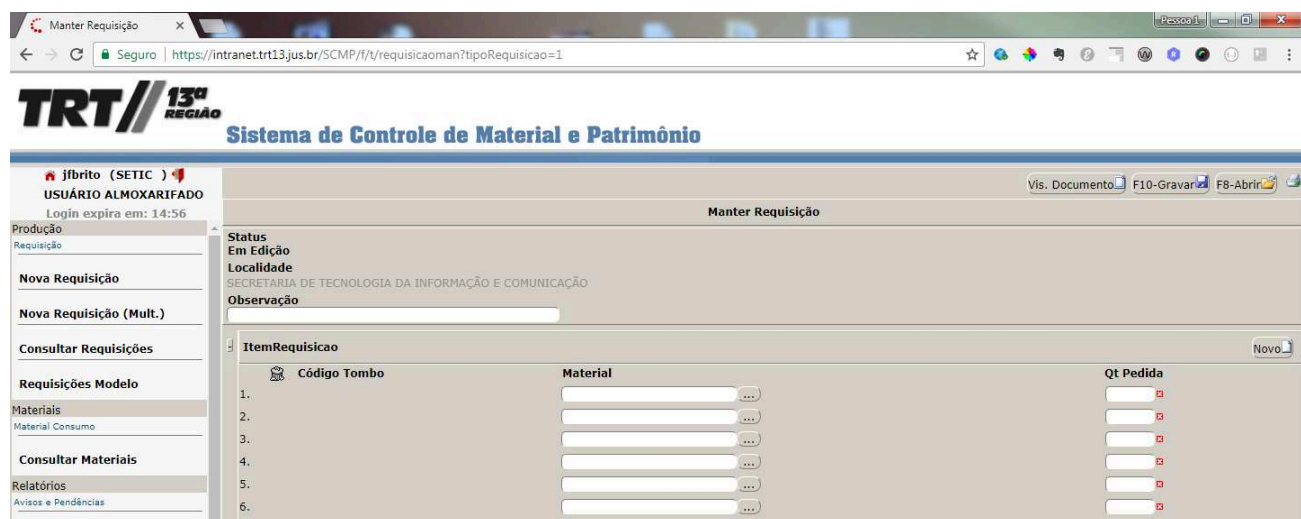 Manter Requisição
Pessoa 1
Seguro | https://intranet.trt13.jus.br/SCMP/f/t/requisicaoman?tipoRequisicao=1
TRT// 13ª REGIÃO
Sistema de Controle de Material e Patrimônio
jfbrito (SETIC )
USUÁRIO ALMOXARIFADO
Login expira em: 14:56
Vis. Documento F10-Gravar F8-Abrir
Manter Requisição
Produção
Requisição
Nova Requisição
Nova Requisição (Mult.)
Consultar Requisições
Requisições Modelo
Materiais
Material Consumo
Consultar Materiais
Relatórios
Avisos e Pendências
Status
Em Edição
Localidade
SECRETARIA DE TECNOLOGIA DA INFORMAÇÃO E COMUNICAÇÃO
Observação
ItemRequisicao
Novo
Código Tombo Material Qt Pedida
1. ...
2. ...
3. ...
4. ...
5. ...
6. ...